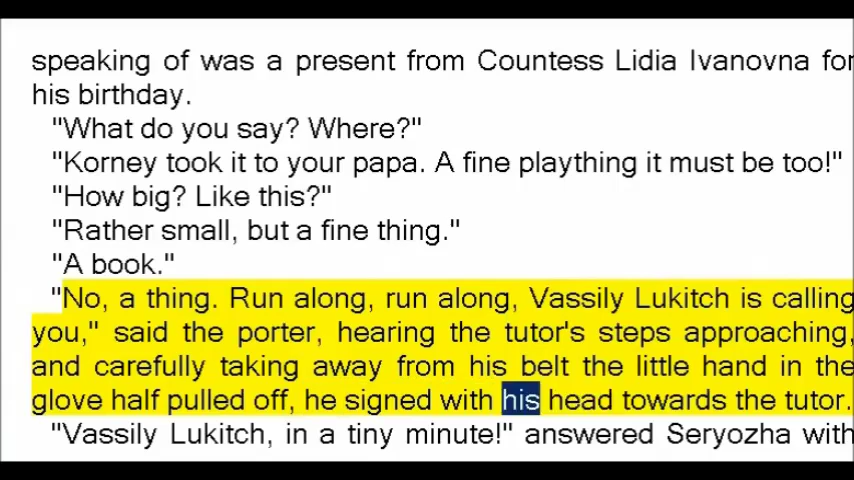 speaking of was a present from Countess Lidia Ivanovna for
his birthday.
"What do you say? Where?"
"Korney took it to your papa. A fine plaything it must be too!"
"How big? Like this?"
"Rather small, but a fine thing."
"A book."
"No, a thing. Run along, run along, Vassily Lukitch is calling
you," said the porter, hearing the tutor's steps approaching,
and carefully taking away from his belt the little hand in the
glove half pulled off, he signed with his head towards the tutor.
"Vassily Lukitch, in a tiny minute!" answered Seryozha with